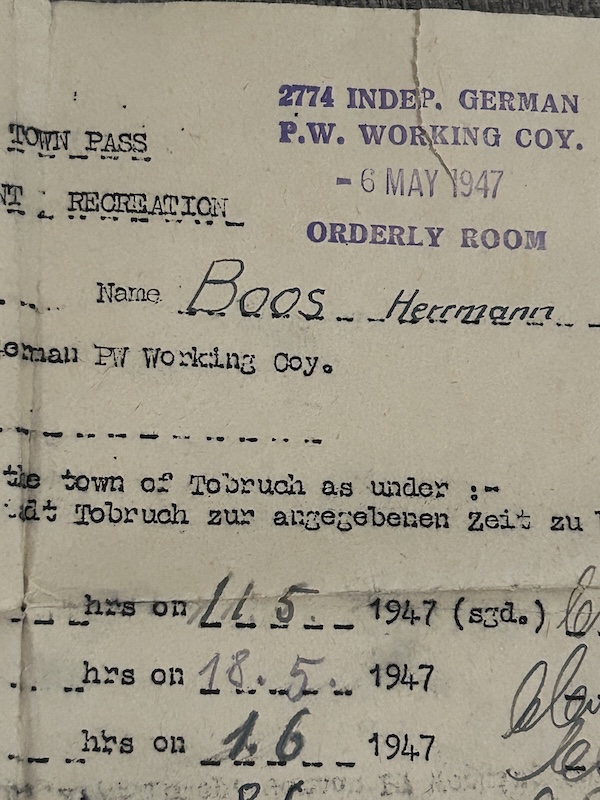 2774 INDEP. GERMAN
P.W. WORKING COY.
- 6 MAY 1947
ORDERLY ROOM
TOWN PASS
RECREATION
Name Boos Herrmann
PW Working Coy.
the town of Tobruch as under :-
Tobruch zur angegebenen Zeit zu
hrs on 11.5. 1947 (sgd.)
hrs on 18.5. 1947
hrs on 1.6 1947